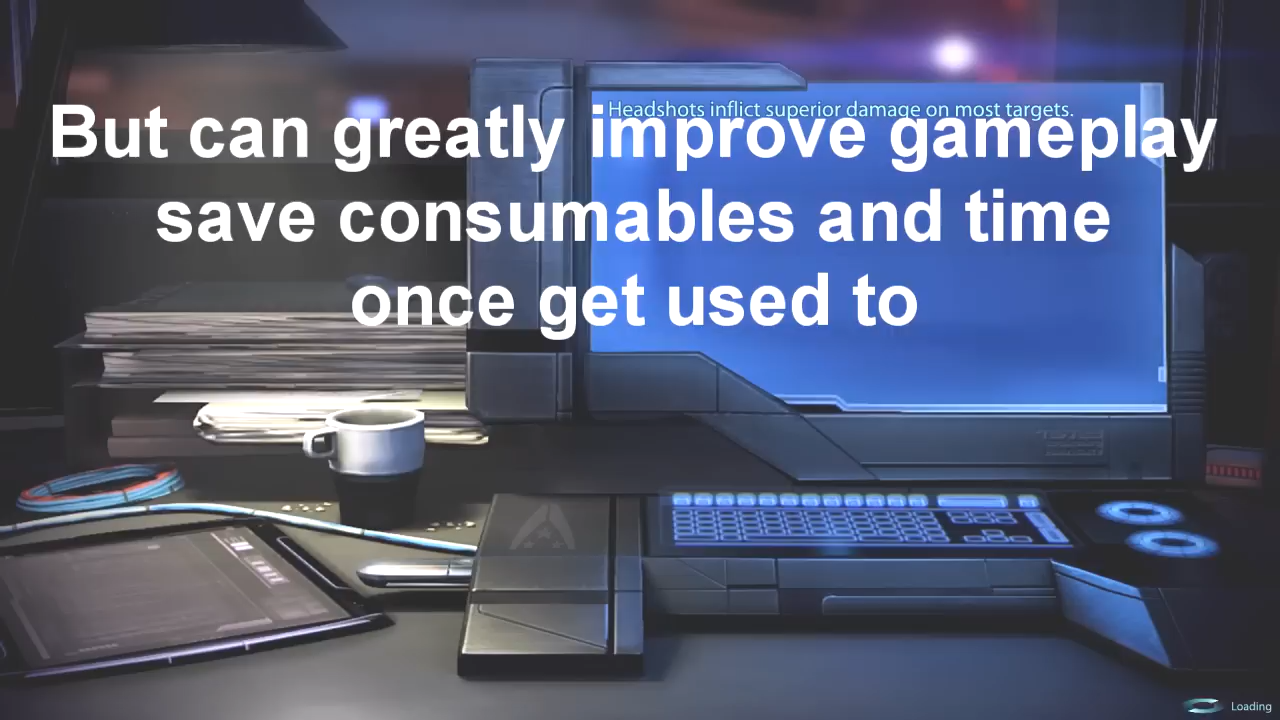 Headshots inflict superior damage on most targets.
But can greatly improve gameplay
save consumables and time
once get used to
Loading